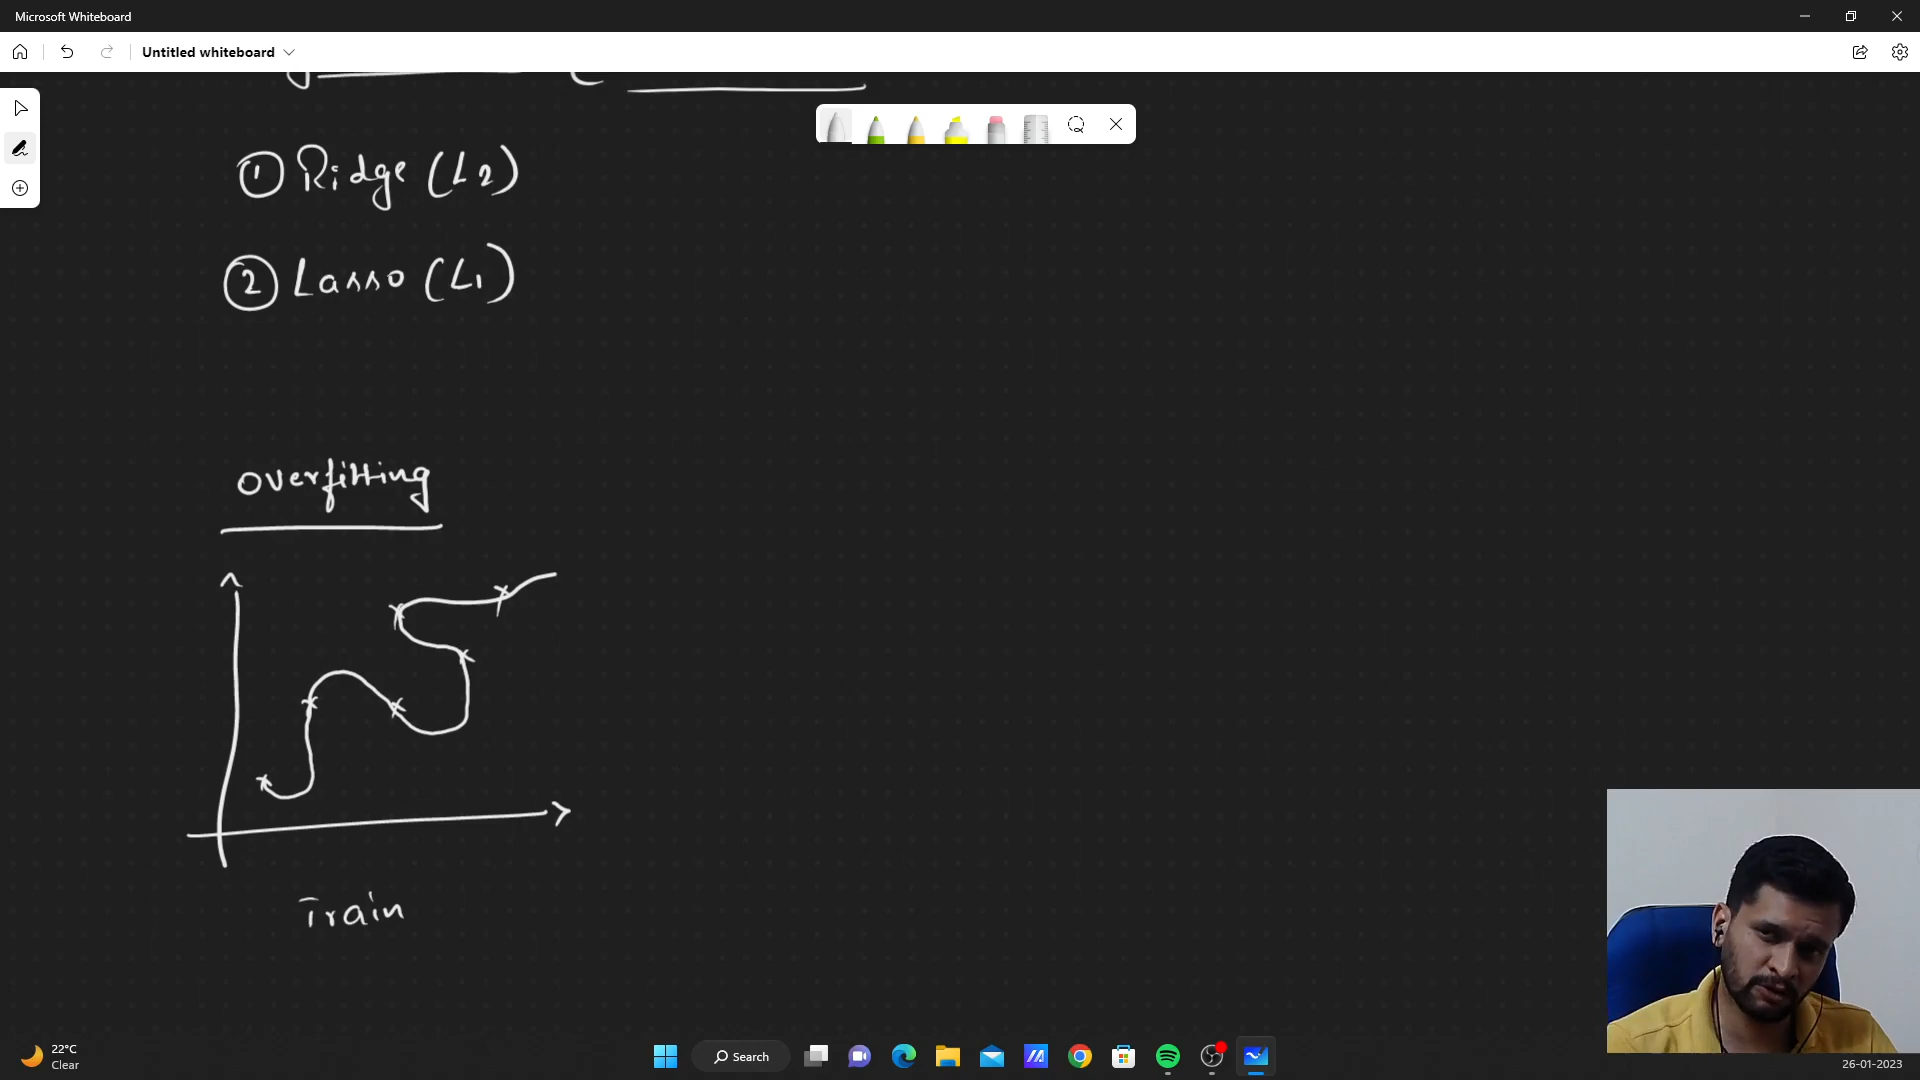 Microsoft Whiteboard
Untitled whiteboard
① Ridge (L2)
② Lasso (L1)
Overfitting
Train
22°C
Clear
Search
26-01-2023